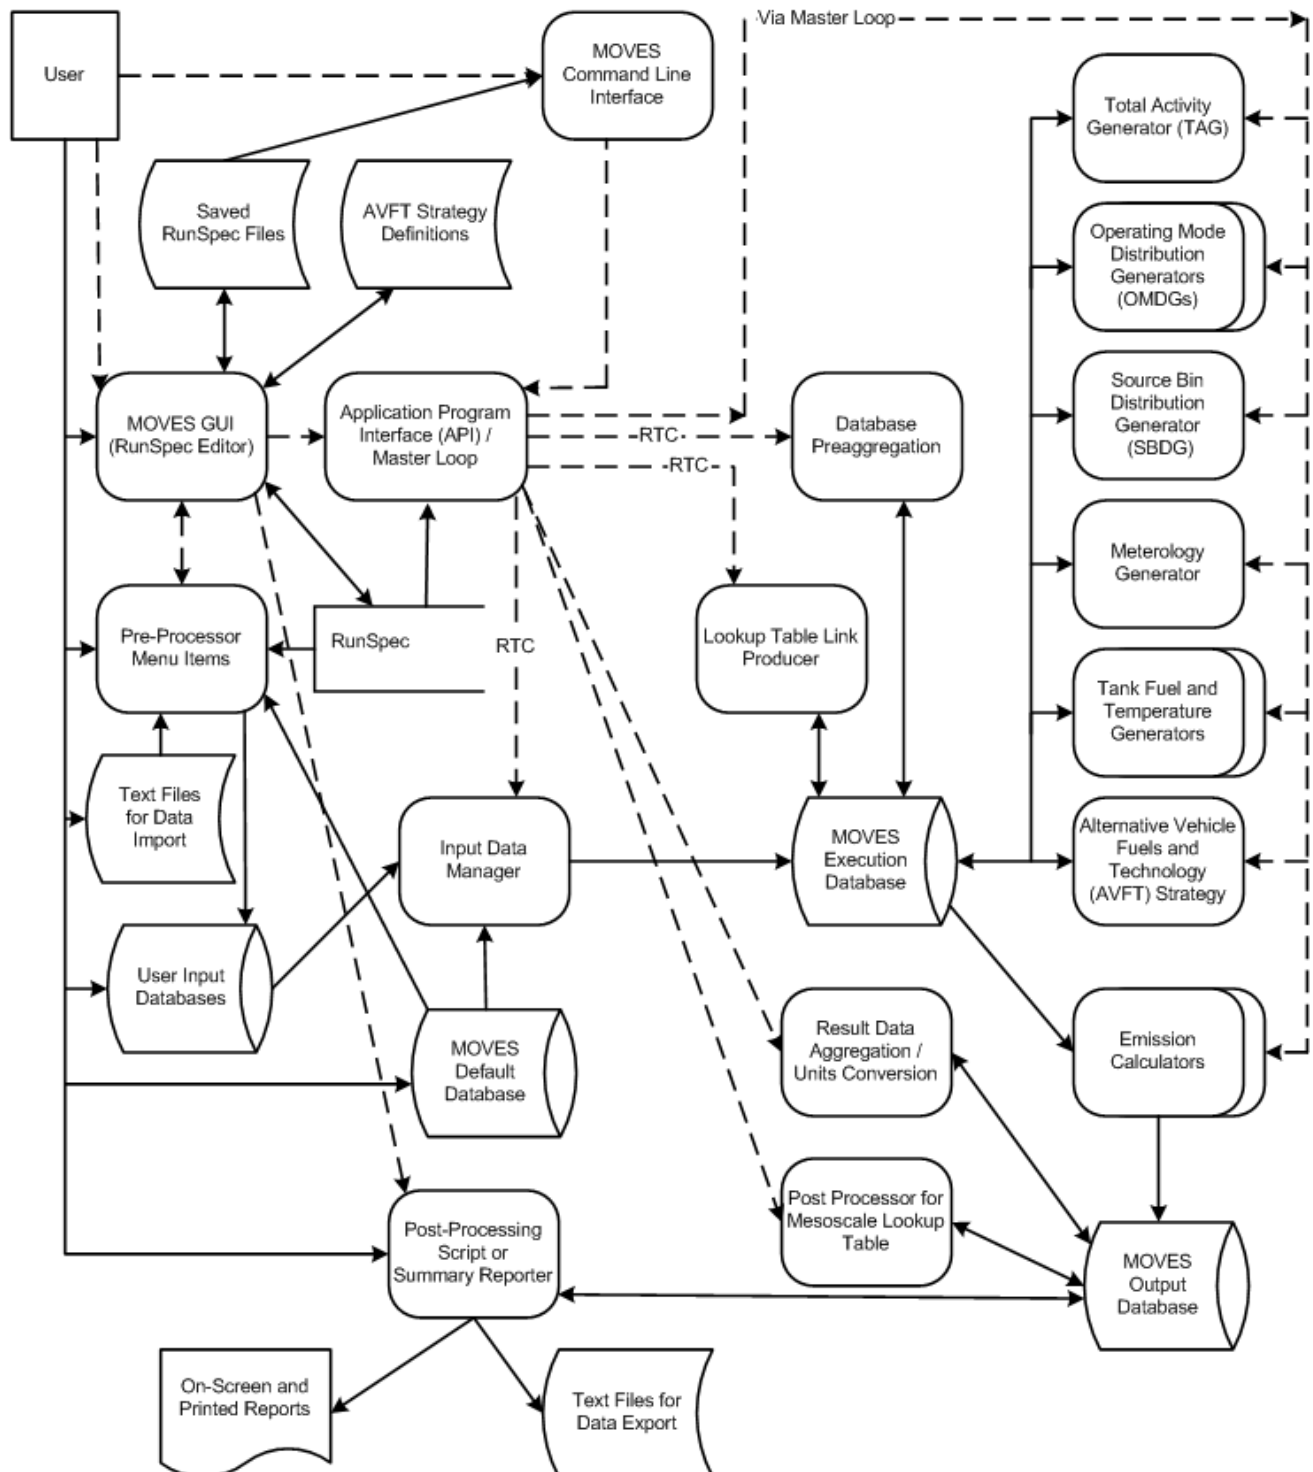 Via Master Loop
User
MOVES
Command Line
Interface
Total Activity
Generator (TAG)
Saved
RunSpec Files
AVFT Strategy
Definitions
Operating Mode
Distribution
Generators
(OMDGs)
MOVES GUI
(RunSpec Editor)
Application Program
Interface (API) /
Master Loop
RTC
RTC
Database
Preaggregation
Source Bin
Distribution
Generator
(SBDG)
Meterology
Generator
Pre-Processor
Menu Items
RunSpec
RTC
Lookup Table Link
Producer
Tank Fuel and
Temperature
Generators
Text Files
for Data
Import
Input Data
Manager
MOVES
Execution
Database
Alternative Vehicle
Fuels and
Technology
(AVFT) Strategy
User Input
Databases
MOVES
Default
Database
Result Data
Aggregation /
Units Conversion
Emission
Calculators
Post-Processing
Script or
Summary Reporter
Post Processor for
Mesoscale Lookup
Table
MOVES
Output
Database
On-Screen and
Printed Reports
Text Files for
Data Export